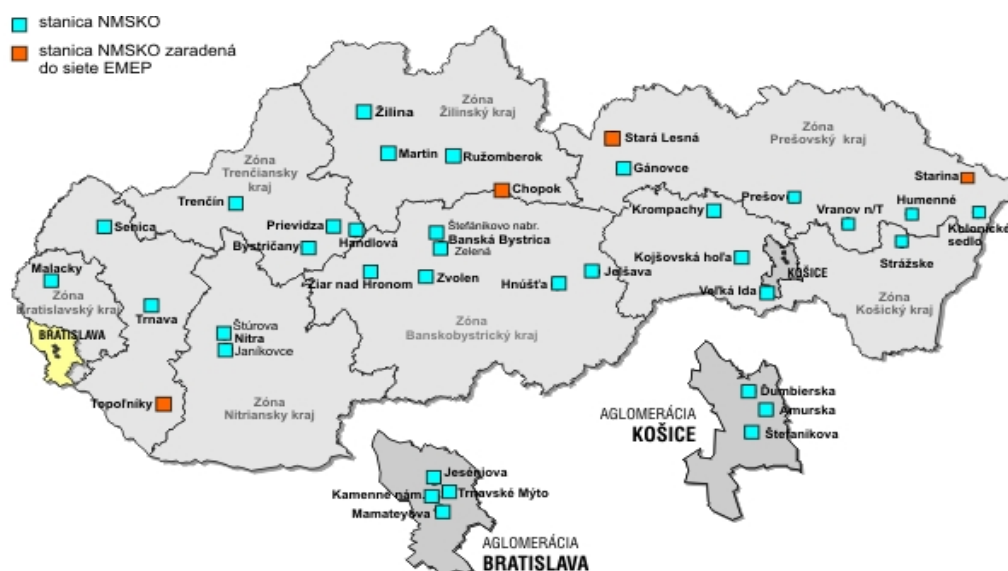 stanica NMSKO
stanica NMSKO zaradená
do siete EMEP
Zóna
Žilinský kraj
Žilina
Martin
Ružomberok
Chopok
Zóna
Prešovský kraj
Stará Lesná
Gánovce
Starina
Prešov
Vranov n/T
Humenné
Kolonické
sedlo
Zóna
Trenčiansky
kraj
Trenčín
Prievidza
Handlová
Bystričany
Senica
Malacky
Zóna
Bratislavský kraj
BRATISLAVA
Trnava
Topoľníky
Štúrova
Nitra
Janíkovce
Zóna
Nitriansky kraj
Štefánikovo nabr.
Banská Bystrica
Zelená
Žiar nad Hronom
Zvolen
Hnúšťa
Jelšava
Zóna
Banskobystrický kraj
Krompachy
Kojšovská hoľa
KOŠICE
Veľká Ida
Strážske
Zóna
Košický kraj
Ďumbierska
Amurska
Štefanikova
AGLOMERÁCIA
KOŠICE
Jeséniova
Kamenné nám.
Trnavské Mýto
Mamateyova
AGLOMERÁCIA
BRATISLAVA